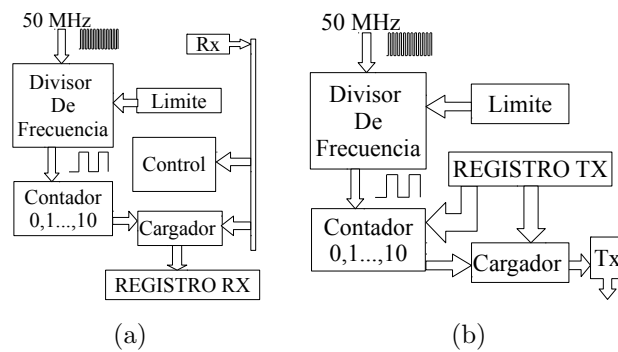 50 MHz
Rx
Divisor
De
Frecuencia
Limite
Control
Contador
0,1...,10
Cargador
REGISTRO RX
(a)
50 MHz
Divisor
De
Frecuencia
Limite
REGISTRO TX
Contador
0,1...,10
Cargador
Tx
(b)